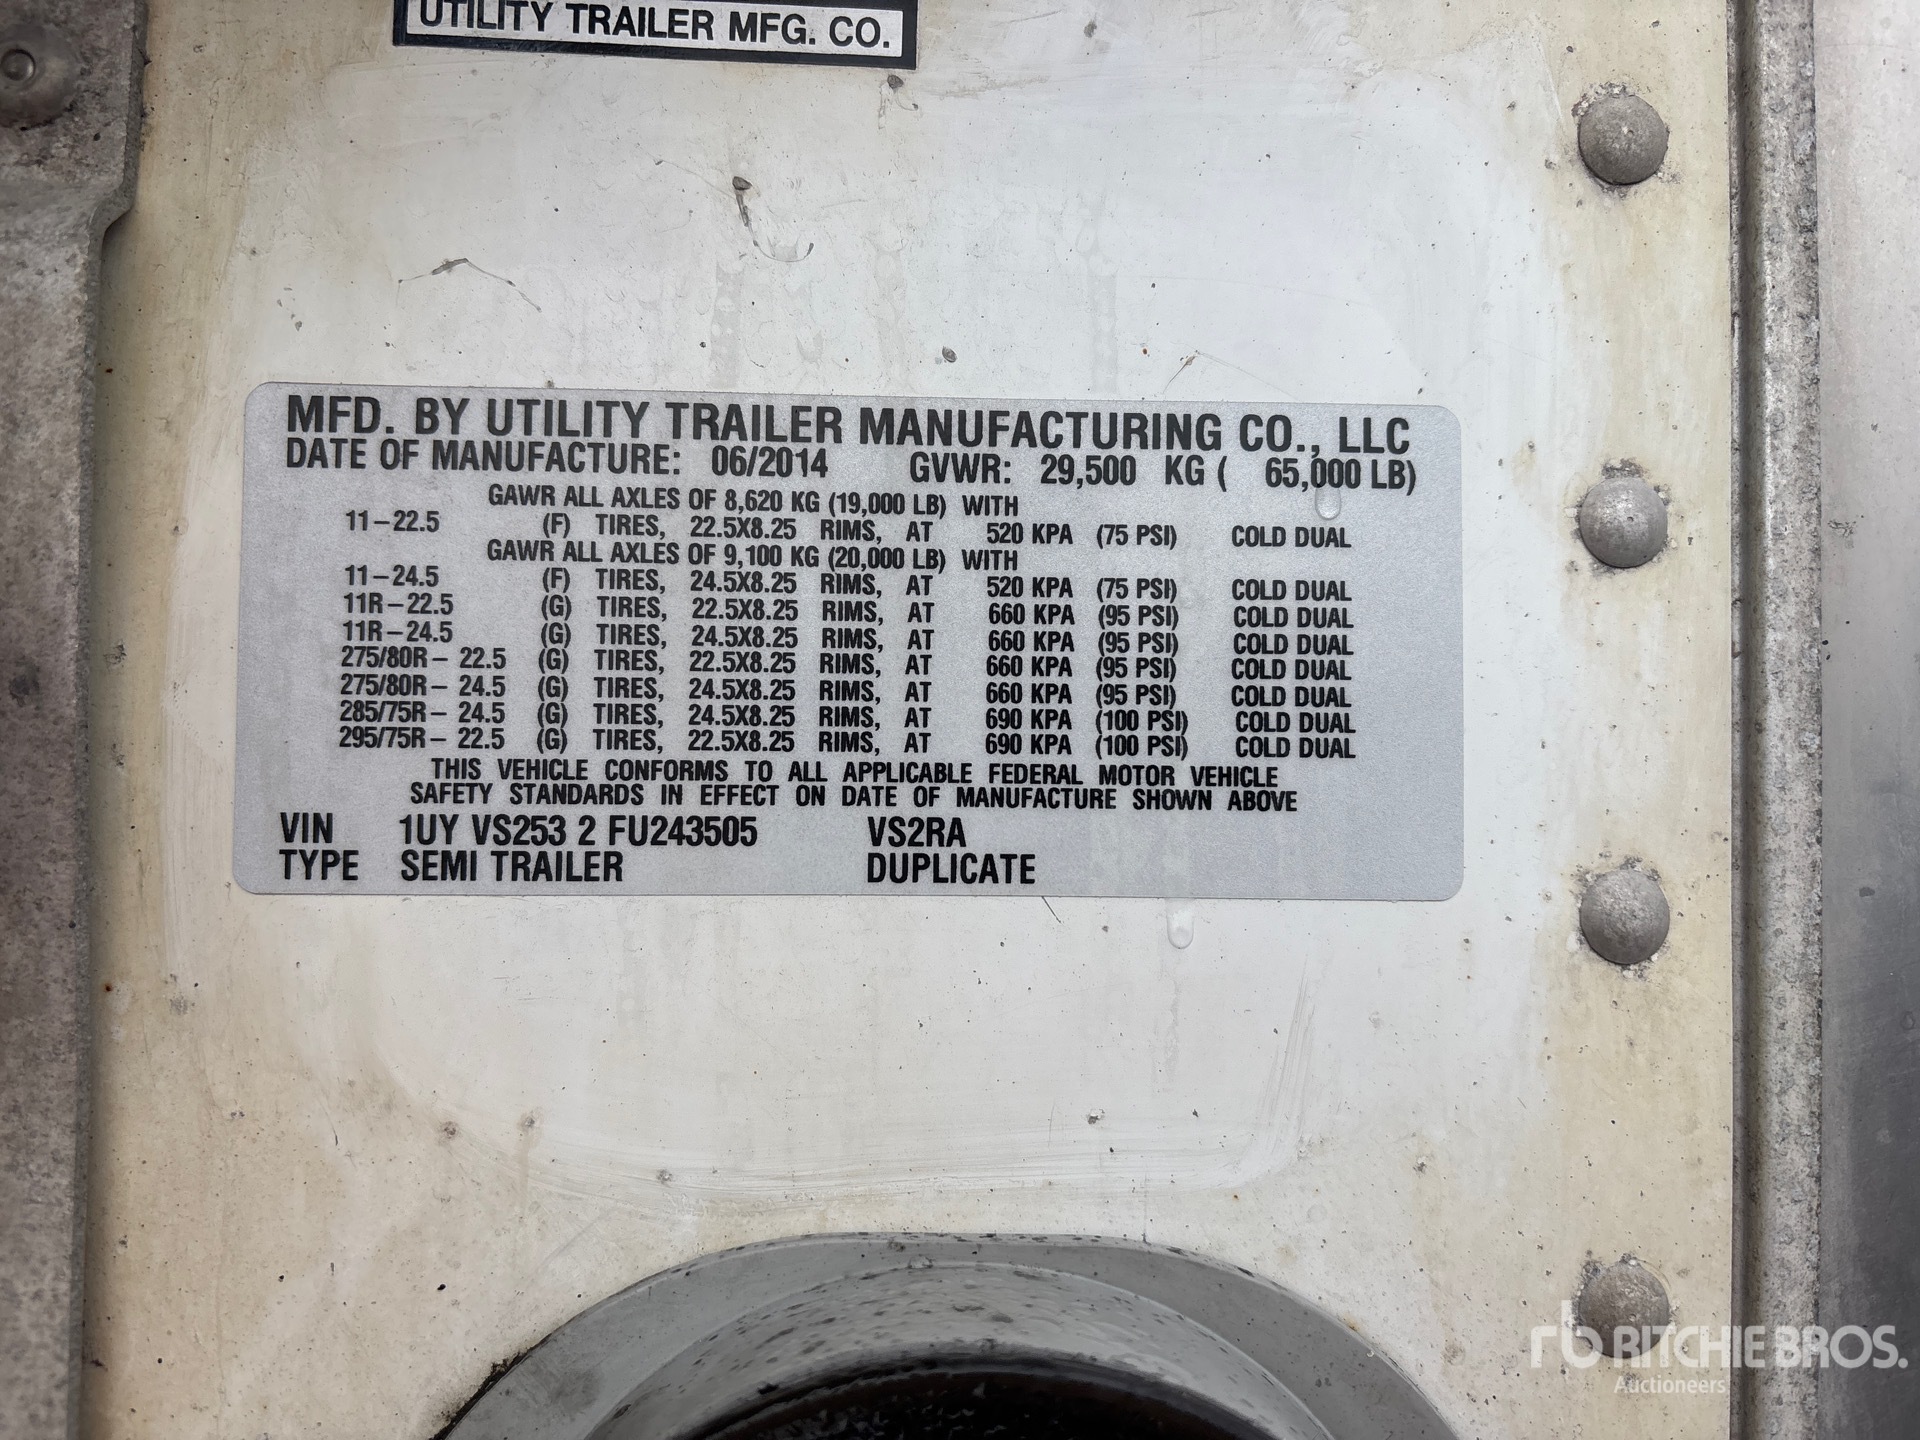 UTILITY TRAILER MFG. CO.
MFD. BY UTILITY TRAILER MANUFACTURING CO., LLC
DATE OF MANUFACTURE: 06/2014 GVWR: 29,500 KG ( 65,000 LB)
GAWR ALL AXLES OF 8,620 KG (19,000 LB) WITH
11-22.5 (F) TIRES, 22.5X8.25 RIMS, AT 520 KPA (75 PSI) COLD DUAL
GAWR ALL AXLES OF 9,100 KG (20,000 LB) WITH
11-24.5 (F) TIRES, 24.5X8.25 RIMS, AT 520 KPA (75 PSI) COLD DUAL
11R-22.5 (G) TIRES, 22.5X8.25 RIMS, AT 660 KPA (95 PSI) COLD DUAL
11R-24.5 (G) TIRES, 24.5X8.25 RIMS, AT 660 KPA (95 PSI) COLD DUAL
275/80R- 22.5 (G) TIRES, 22.5X8.25 RIMS, AT 660 KPA (95 PSI) COLD DUAL
275/80R- 24.5 (G) TIRES, 24.5X8.25 RIMS, AT 660 KPA (95 PSI) COLD DUAL
285/75R- 24.5 (G) TIRES, 24.5X8.25 RIMS, AT 690 KPA (100 PSI) COLD DUAL
295/75R- 22.5 (G) TIRES, 22.5X8.25 RIMS, AT 690 KPA (100 PSI) COLD DUAL
THIS VEHICLE CONFORMS TO ALL APPLICABLE FEDERAL MOTOR VEHICLE
SAFETY STANDARDS IN EFFECT ON DATE OF MANUFACTURE SHOWN ABOVE
VIN 1UY VS253 2 FU243505 VS2RA
TYPE SEMI TRAILER DUPLICATE
rb RITCHIE BROS.
Auctioneers